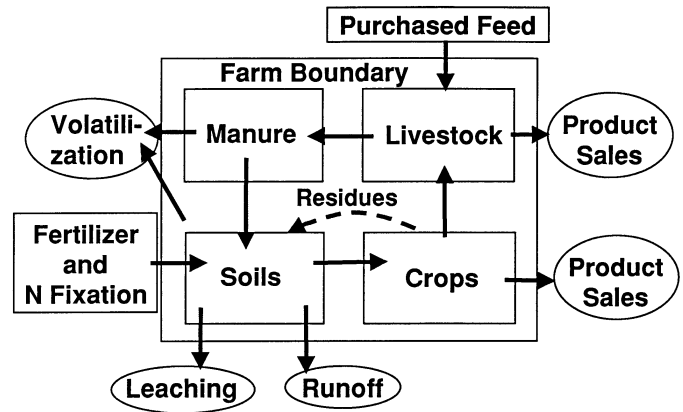 Purchased Feed
Farm Boundary
Volatili-
zation
Manure
Livestock
Product
Sales
Residues
Fertilizer
and
N Fixation
Soils
Crops
Product
Sales
Leaching
Runoff